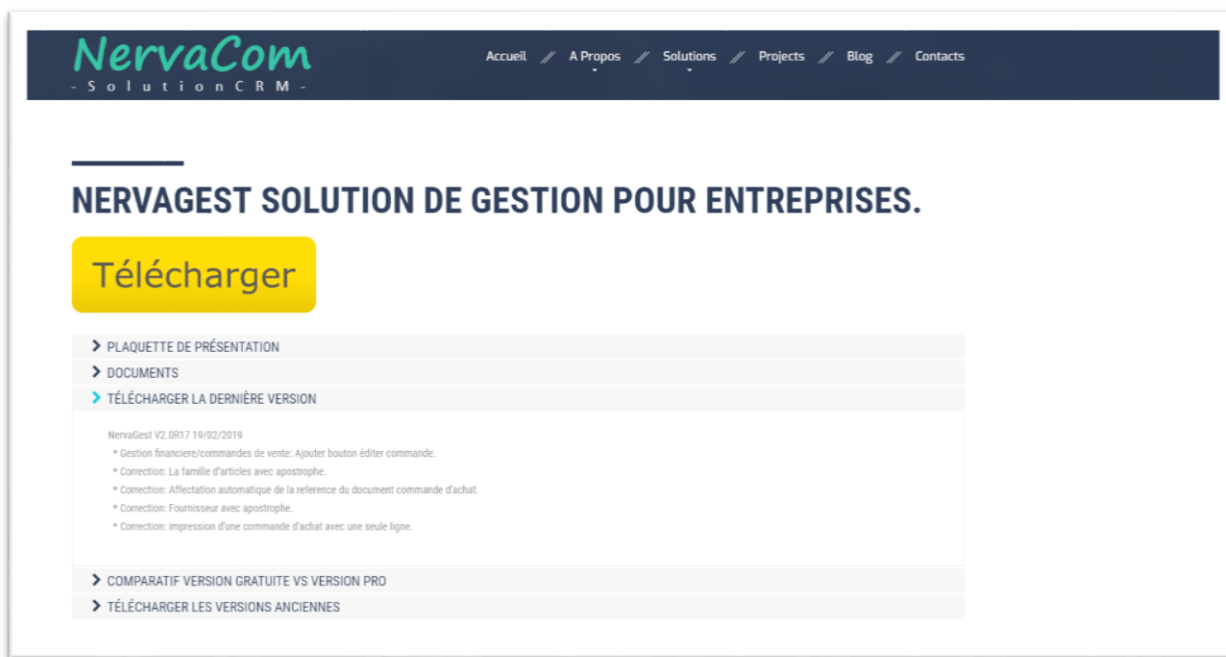 NervaCom
- S o l u t i o n C R M -
Accueil // A Propos // Solutions // Projects // Blog // Contacts
NERVAGEST SOLUTION DE GESTION POUR ENTREPRISES.
Télécharger
PLAQUETTE DE PRÉSENTATION
DOCUMENTS
TÉLÉCHARGER LA DERNIÈRE VERSION
NervaGest V2.0R17 19/02/2019
* Gestion financiere/commandes de vente: Ajouter bouton éditer commande.
* Correction: La famille d'articles avec apostrophe.
* Correction: Affectation automatique de la reference du document commande d'achat.
* Correction: Fournisseur avec apostrophe.
* Correction: impression d'une commande d'achat avec une seule ligne.
COMPARATIF VERSION GRATUITE VS VERSION PRO
TÉLÉCHARGER LES VERSIONS ANCIENNES